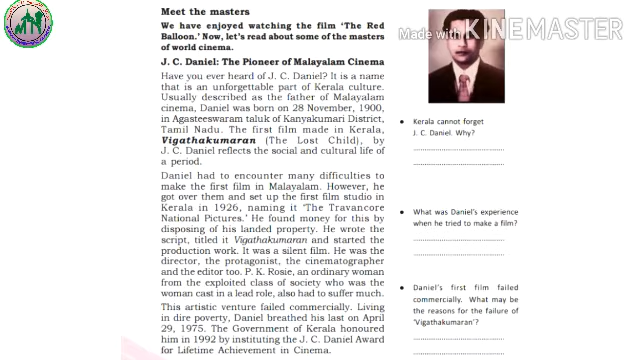 Meet the masters
We have enjoyed watching the film ‘The Red
Balloon.’ Now, let’s read about some of the masters
of world cinema.
J. C. Daniel: The Pioneer of Malayalam Cinema
Have you ever heard of J. C. Daniel? It is a name
that is an unforgettable part of Kerala culture.
Usually described as the father of Malayalam
cinema, Daniel was born on 28 November, 1900,
in Agasteeswaram taluk of Kanyakumari District,
Tamil Nadu. The first film made in Kerala,
Vigathakumaran (The Lost Child), by
J. C. Daniel reflects the social and cultural life of
a period.
Daniel had to encounter many difficulties to
make the first film in Malayalam. However, he
got over them and set up the first film studio in
Kerala in 1926, naming it ‘The Travancore
National Pictures.’ He found money for this by
disposing of his landed property. He wrote the
script, titled it Vigathakumaran and started the
production work. It was a silent film. He was the
director, the protagonist, the cinematographer
and the editor too. P. K. Rosie, an ordinary woman
from the exploited class of society who was the
woman cast in a lead role, also had to suffer much.
This artistic venture failed commercially. Living
in dire poverty, Daniel breathed his last on April
29, 1975. The Government of Kerala honoured
him in 1992 by instituting the J. C. Daniel Award
for Lifetime Achievement in Cinema.
Made with KINEMASTER
• Kerala cannot forget
J. C. Daniel. Why?
• What was Daniel’s experience
when he tried to make a film?
• Daniel’s first film failed
commercially. What may be
the reasons for the failure of
‘Vigathakumaran’?